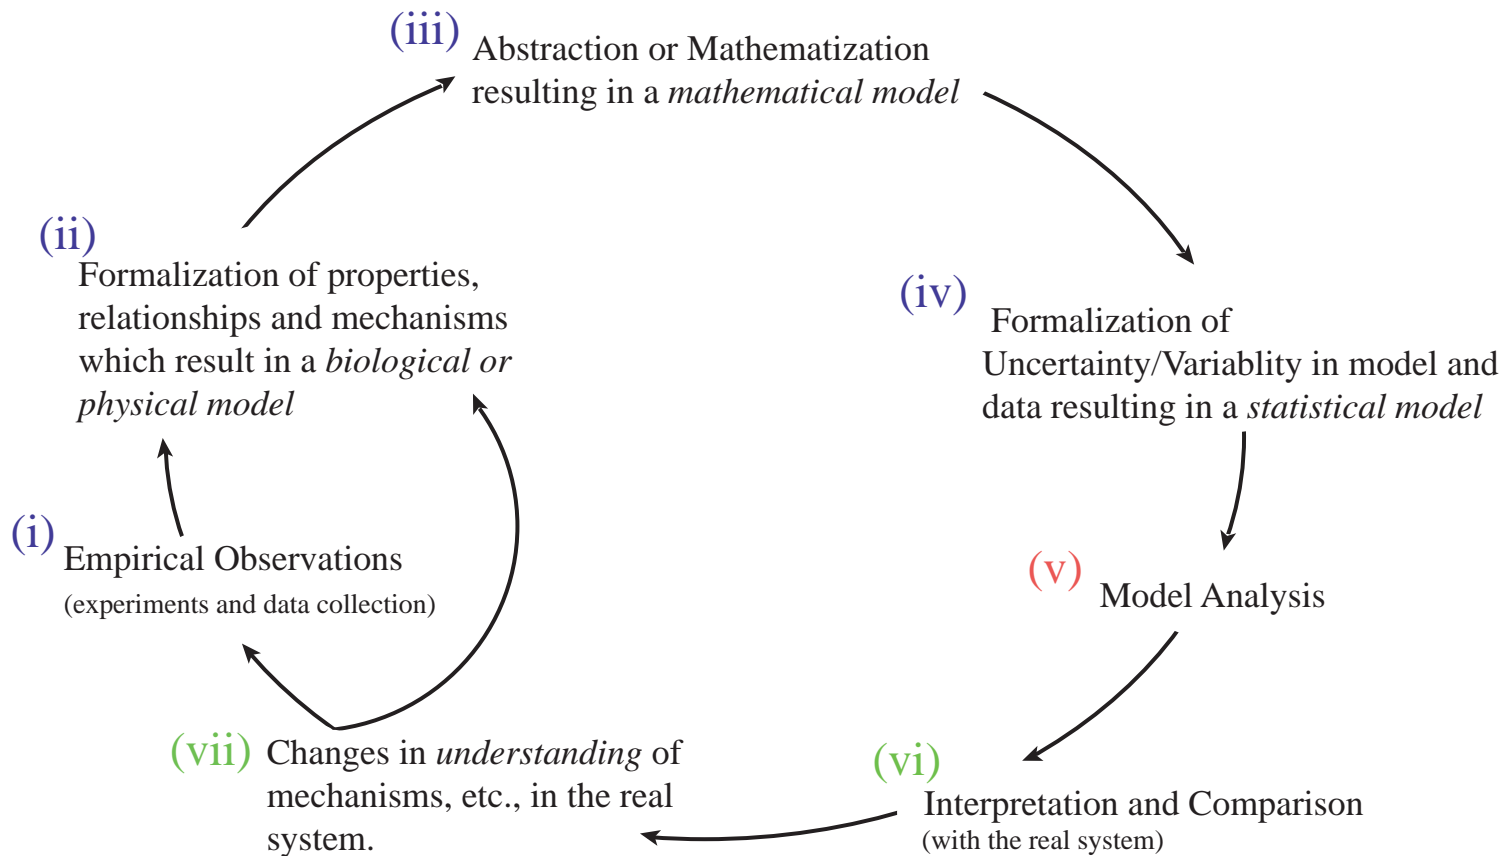 (i) Empirical Observations
(experiments and data collection)
(ii)
Formalization of properties,
relationships and mechanisms
which result in a biological or
physical model
(iii) Abstraction or Mathematization
resulting in a mathematical model
(iv)
Formalization of
Uncertainty/Variablity in model and
data resulting in a statistical model
(v)
Model Analysis
(vi)
Interpretation and Comparison
(with the real system)
(vii) Changes in understanding of
mechanisms, etc., in the real
system.